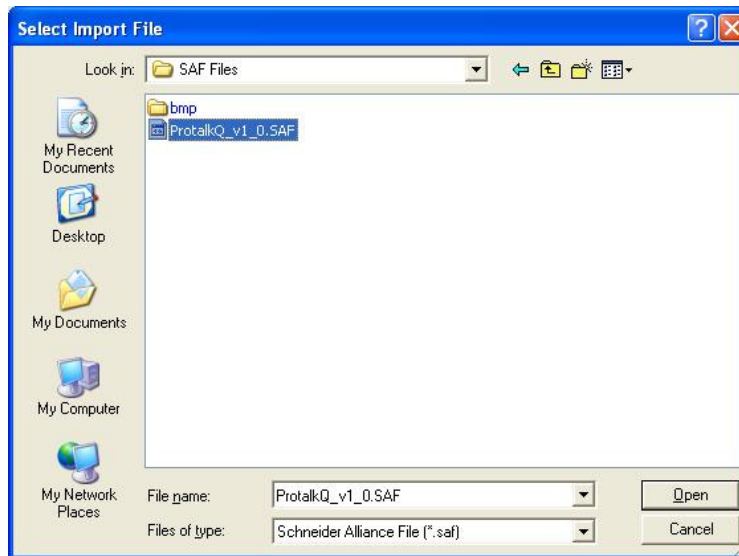 Select Import File
Look in: SAF Files
bmp
ProtalkQ_v1_0.SAF
My Recent
Documents
Desktop
My Documents
My Computer
My Network
Places
File name: ProtalkQ_v1_0.SAF Open
Files of type: Schneider Alliance File (*.saf) Cancel